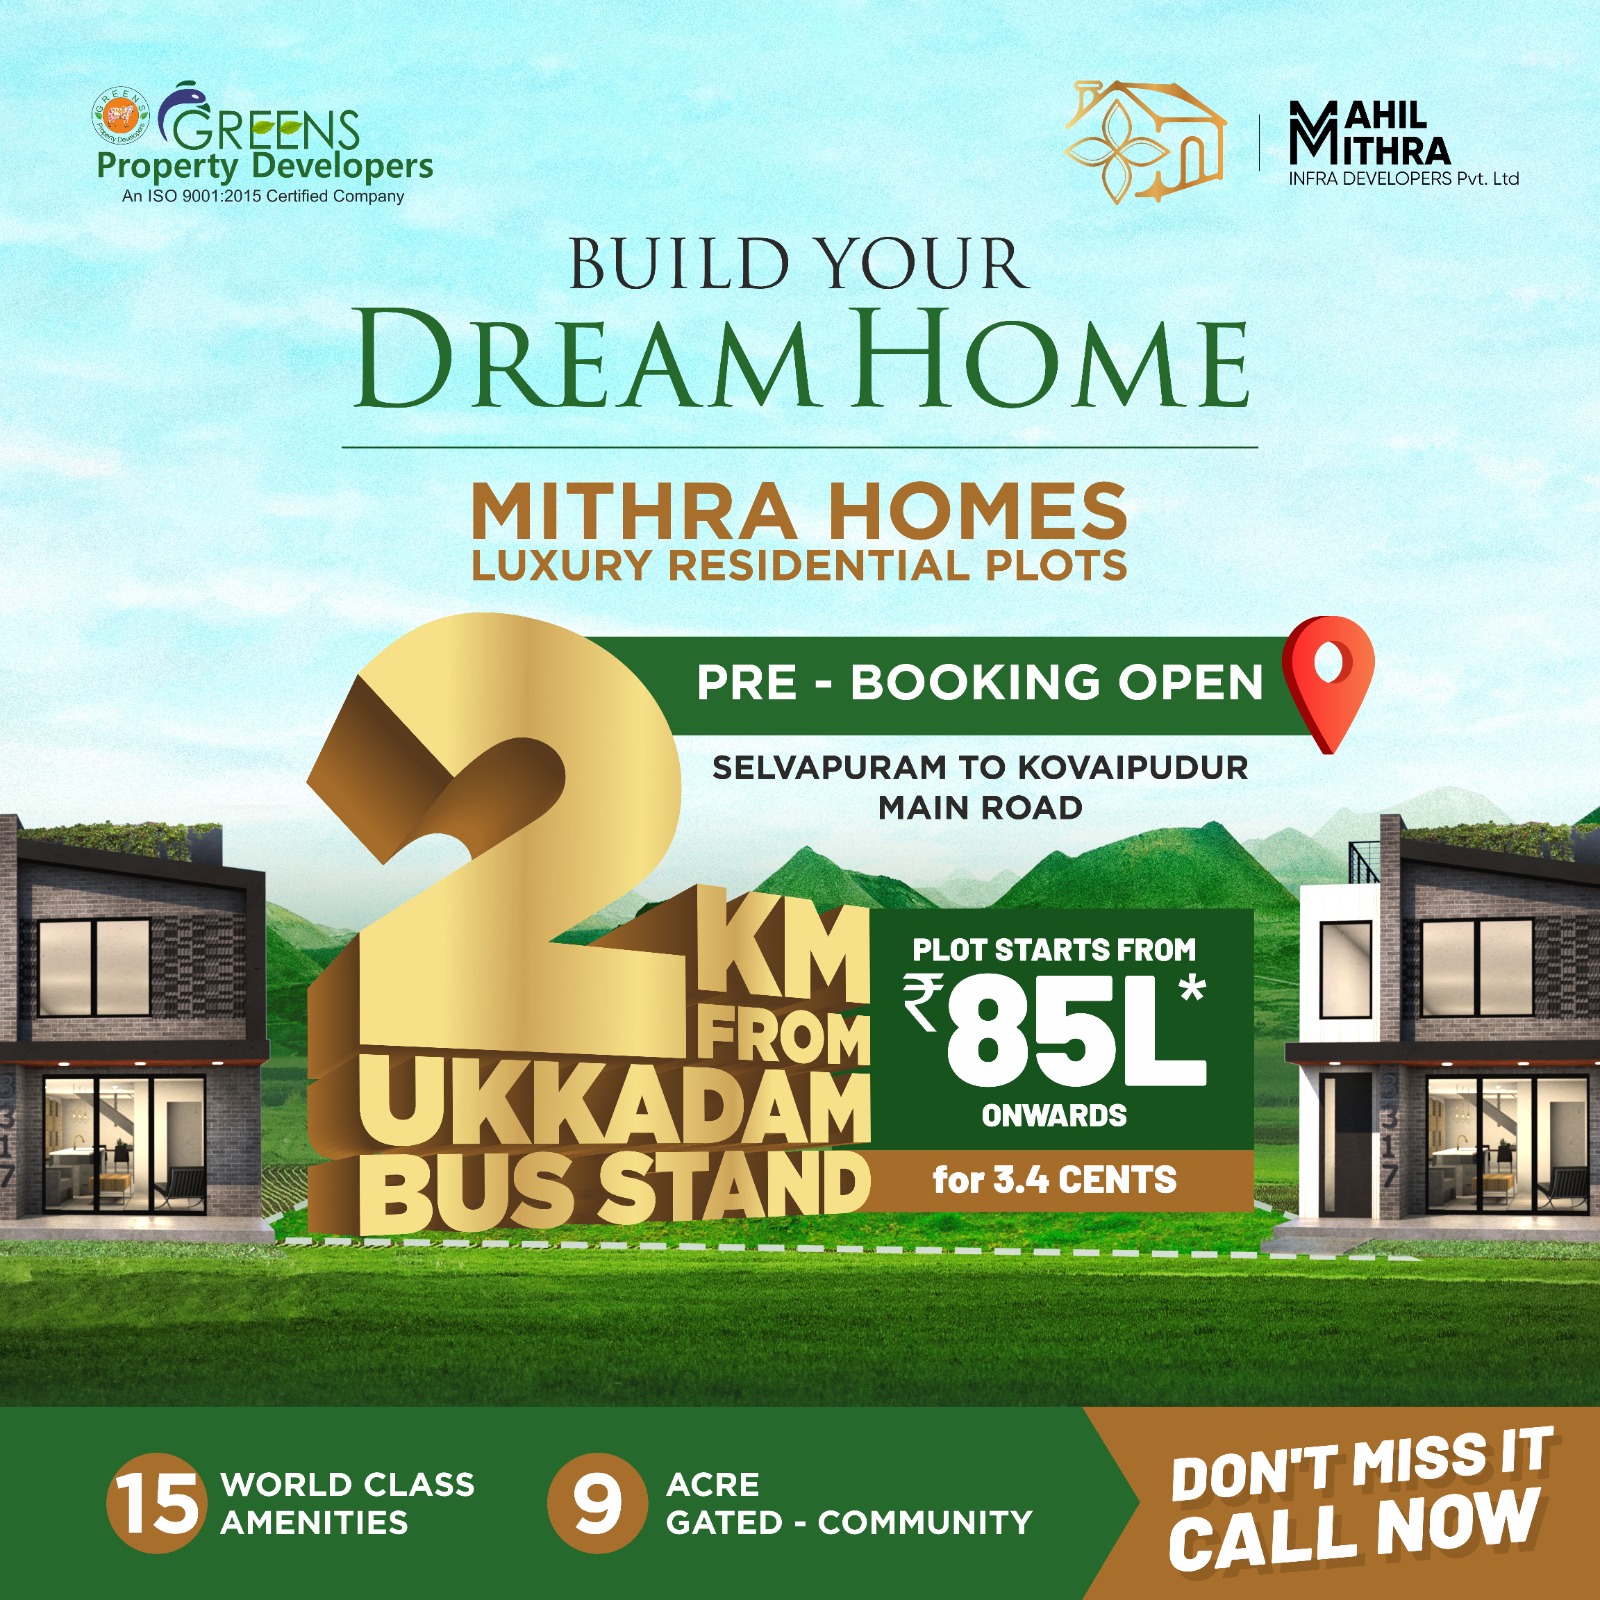 GREENS
Property Developers
An ISO 9001:2015 Certified Company
MAHIL
MITHRA
INFRA DEVELOPERS Pvt. Ltd
BUILD YOUR
DREAM HOME
MITHRA HOMES
LUXURY RESIDENTIAL PLOTS
PRE - BOOKING OPEN
SELVAPURAM TO KOVAIPUDUR
MAIN ROAD
2 KM
FROM
UKKADAM
BUS STAND
PLOT STARTS FROM
₹85L*
ONWARDS
for 3.4 CENTS
3317
3317
15 WORLD CLASS
AMENITIES
9 ACRE
GATED - COMMUNITY
DON'T MISS IT
CALL NOW